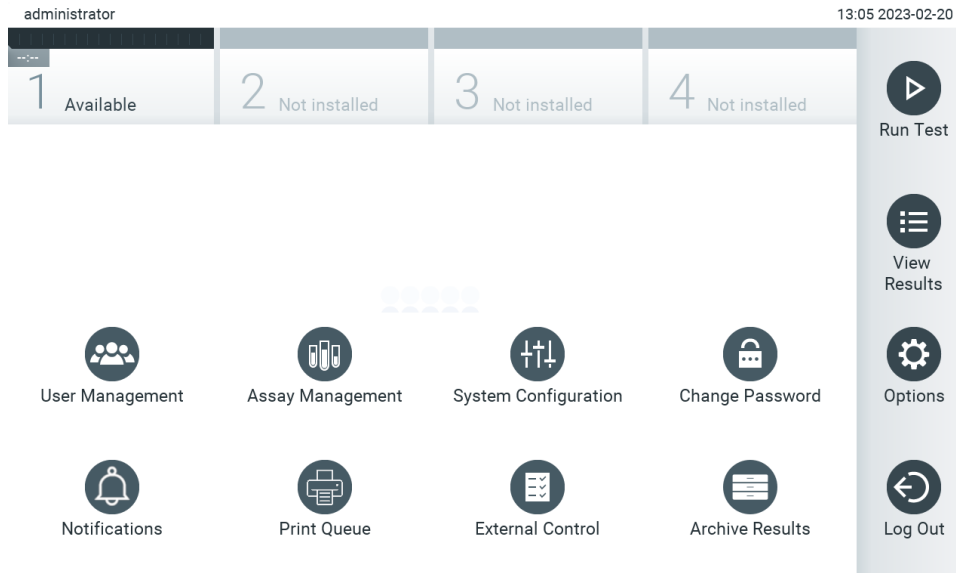 administrator
13:05 2023-02-20
--:--
1 Available
2 Not installed
3 Not installed
4 Not installed
Run Test
View
Results
User Management
Assay Management
System Configuration
Change Password
Options
Notifications
Print Queue
External Control
Archive Results
Log Out